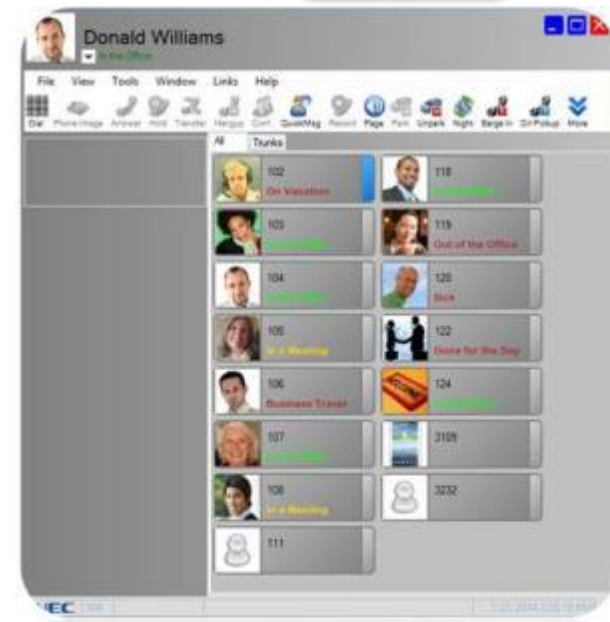 Donald Williams
In the Office
File View Tools Window Links Help
Dial Phone Image Answer Hold Transfer Hangup Conf. QuickMsg Record Page Park Unpark Night Barge In Dir Pickup More
All Trunks
102
On Vacation
118
103
119
Out of the Office
104
120
Sick
105
In a Meeting
122
Gone for the Day
106
Business Travel
124
107
3109
108
In a Meeting
3232
111
NEC